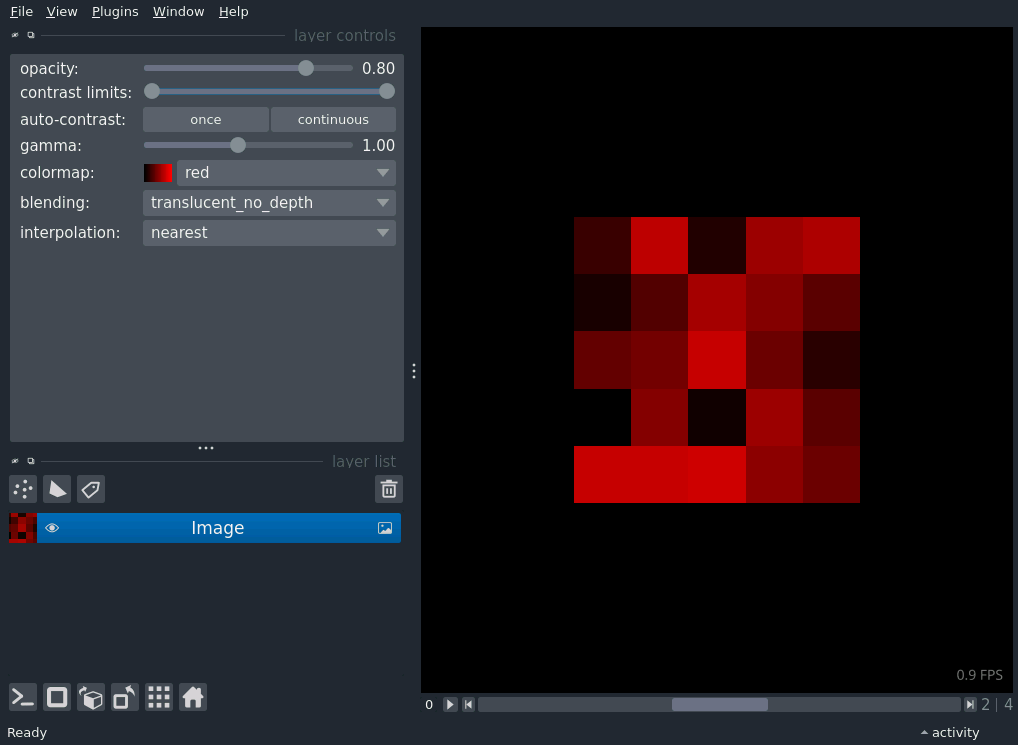 File View Plugins Window Help
layer controls
opacity: 0.80
contrast limits:
auto-contrast: once continuous
gamma: 1.00
colormap: red
blending: translucent_no_depth
interpolation: nearest
layer list
Image
0.9 FPS
0 2 | 4
Ready activity